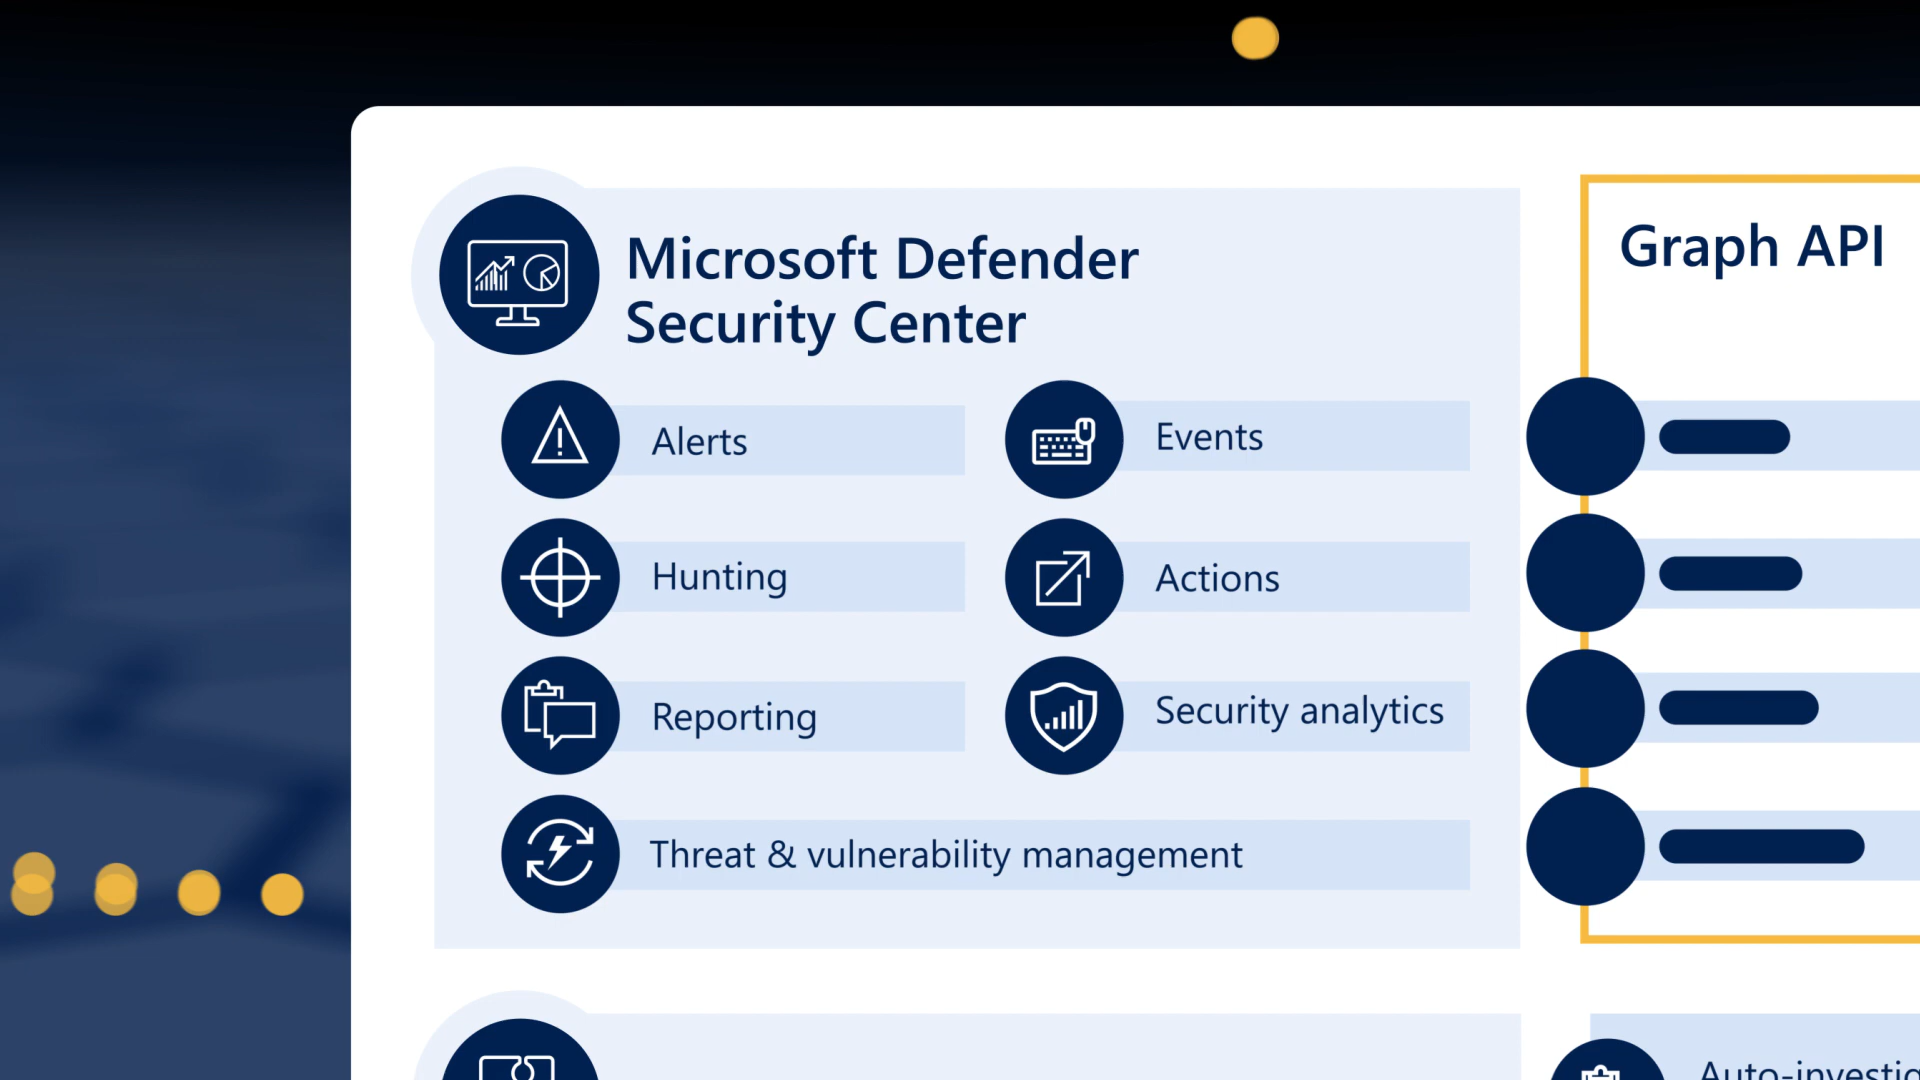 Microsoft Defender
Security Center
Alerts
Events
Hunting
Actions
Reporting
Security analytics
Threat & vulnerability management
Graph API